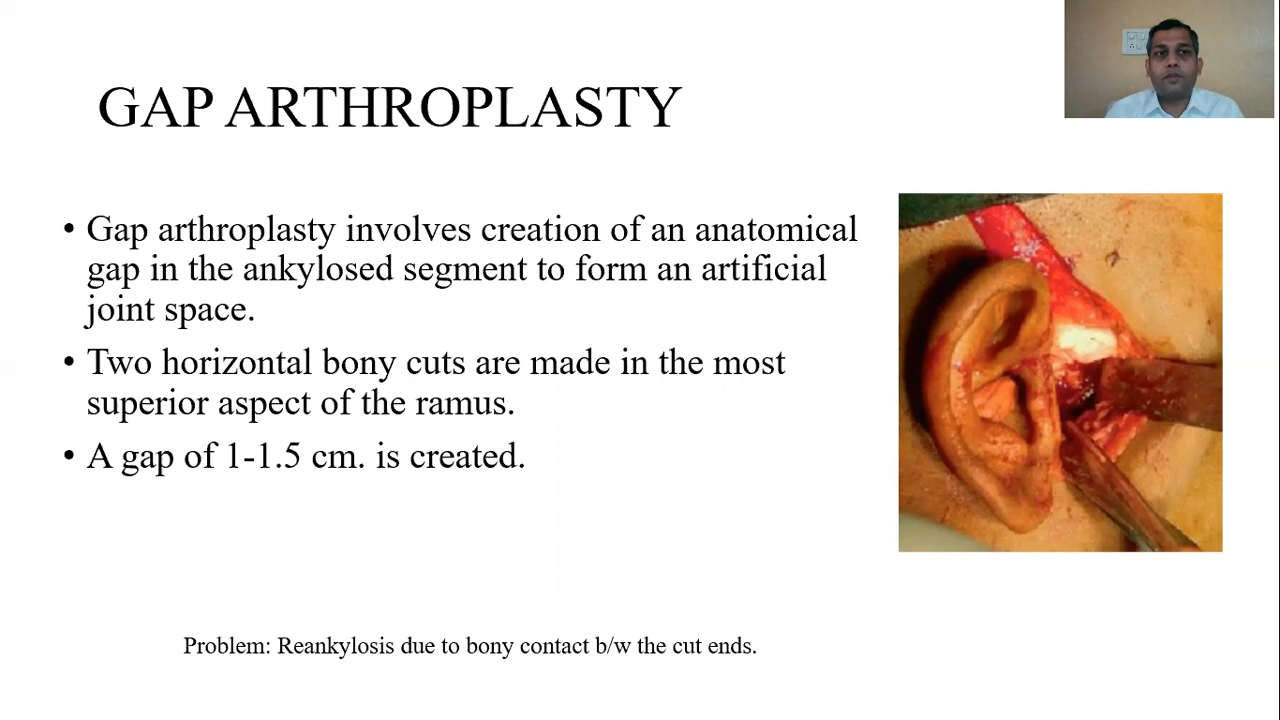 GAP ARTHROPLASTY
• Gap arthroplasty involves creation of an anatomical
gap in the ankylosed segment to form an artificial
joint space.
• Two horizontal bony cuts are made in the most
superior aspect of the ramus.
• A gap of 1-1.5 cm. is created.
Problem: Reankylosis due to bony contact b/w the cut ends.